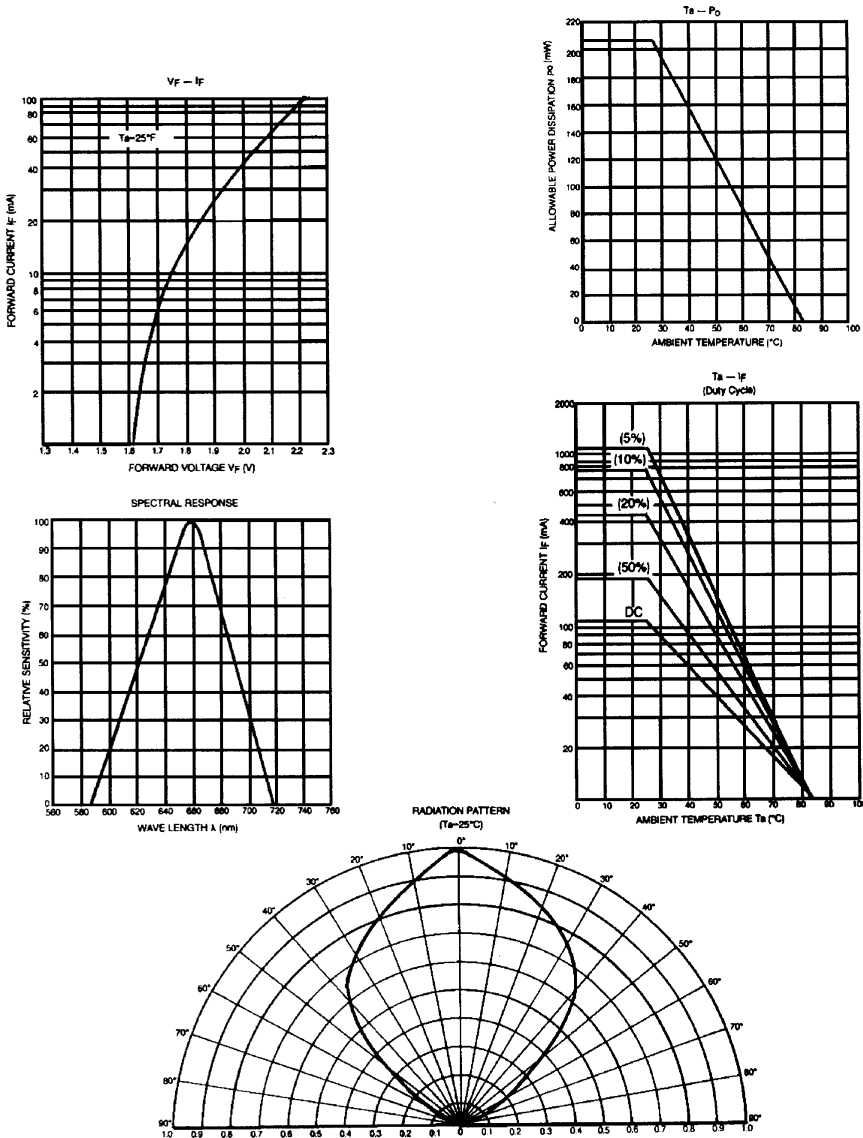 Ta — PD
220
200
180
160
140
120
100
80
60
40
20
0
ALLOWABLE POWER DISSIPATION PD (mW)
0 10 20 30 40 50 60 70 80 90 100
AMBIENT TEMPERATURE (°C)
VF — IF
100
80
60
40
20
10
8
6
4
2
Ta-25°F
FORWARD CURRENT IF (mA)
1.3 1.4 1.5 1.6 1.7 1.8 1.9 2.0 2.1 2.2 2.3
FORWARD VOLTAGE VF (V)
Ta — IF
(Duty Cycle)
2000
1000
800
600
400
200
100
80
60
40
20
(5%)
(10%)
(20%)
(50%)
DC
FORWARD CURRENT IF (mA)
0 10 20 30 40 50 60 70 80 90 100
AMBIENT TEMPERATURE Ta (°C)
SPECTRAL RESPONSE
100
90
80
70
60
50
40
30
20
10
0
RELATIVE SENSITIVITY (%)
560 580 600 620 640 660 680 700 720 740 760
WAVE LENGTH λ (nm)
RADIATION PATTERN
(Ta-25°C)
90° 80° 70° 60° 50° 40° 30° 20° 10° 0° 10° 20° 30° 40° 50° 60° 70° 80° 90°
1.0 0.9 0.8 0.7 0.6 0.5 0.4 0.3 0.2 0.1 0 0.1 0.2 0.3 0.4 0.5 0.6 0.7 0.8 0.9 1.0